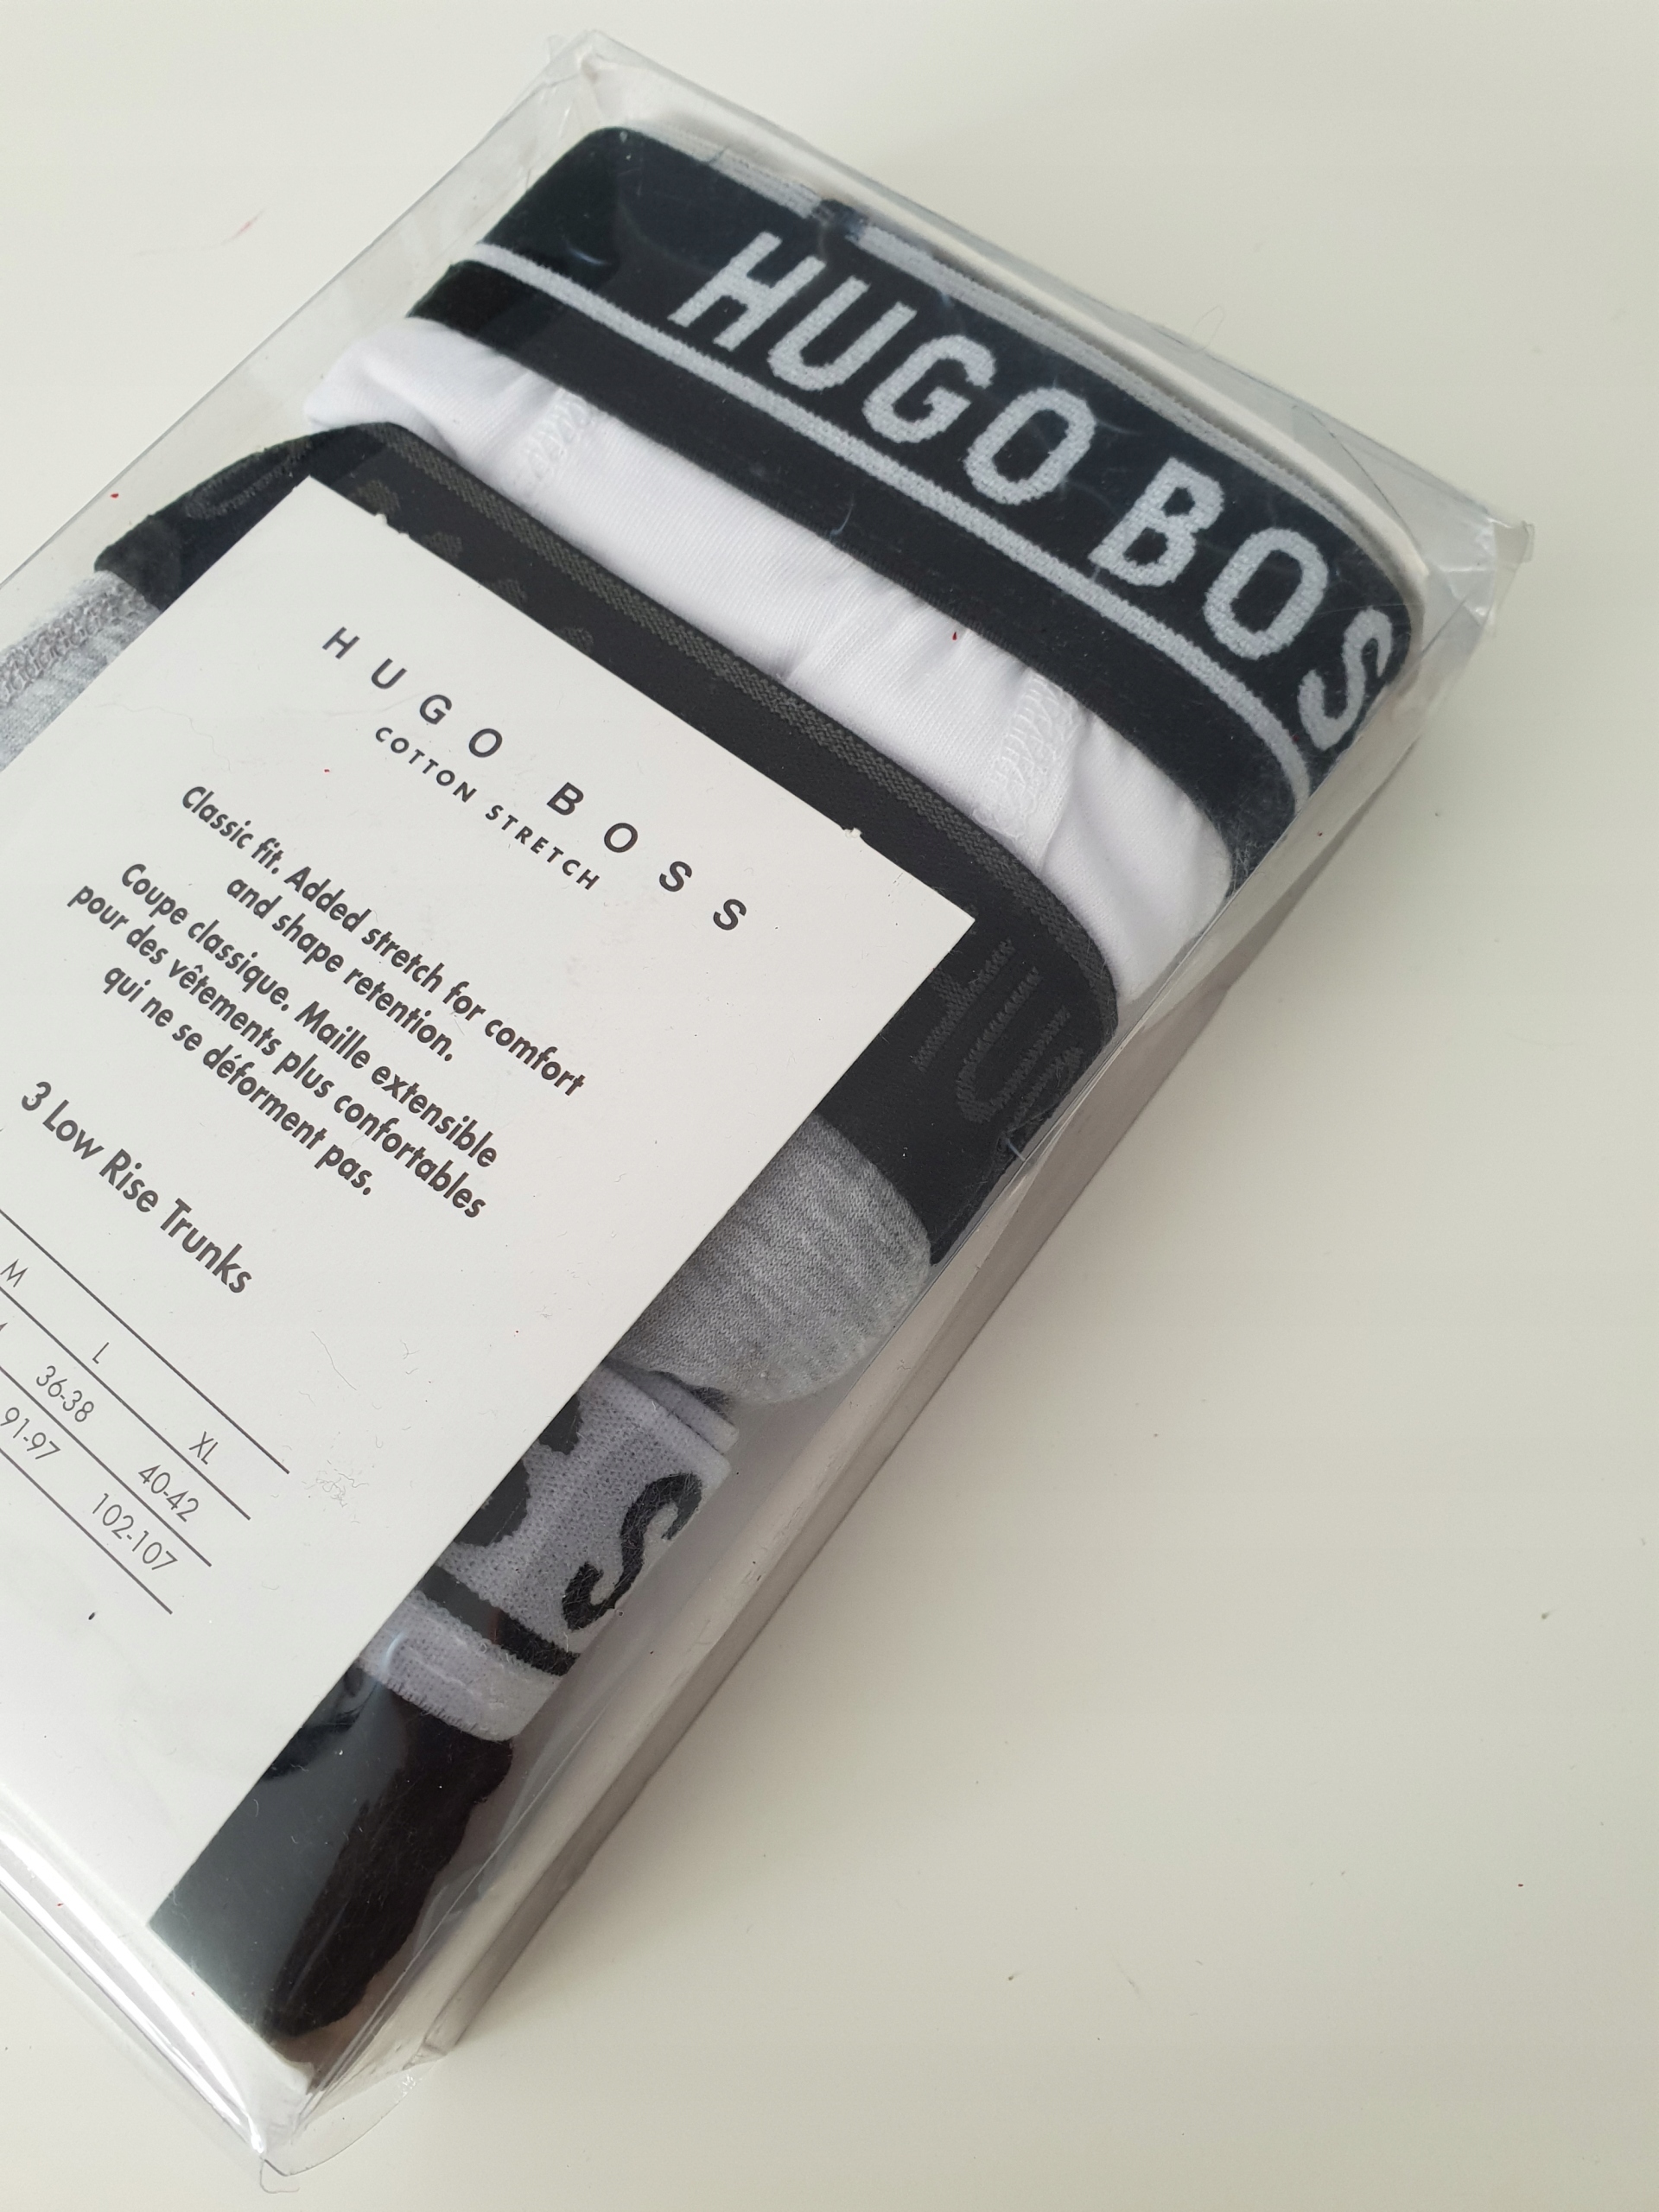 HUGO BOS
HUGO BOSS
COTTON STRETCH
Classic fit. Added stretch for comfort
and shape retention.
Coupe classique. Maille extensible
pour des vêtements plus confortables
qui ne se déforment pas.
3 Low Rise Trunks
M L XL
36-38 40-42
91-97 102-107
S